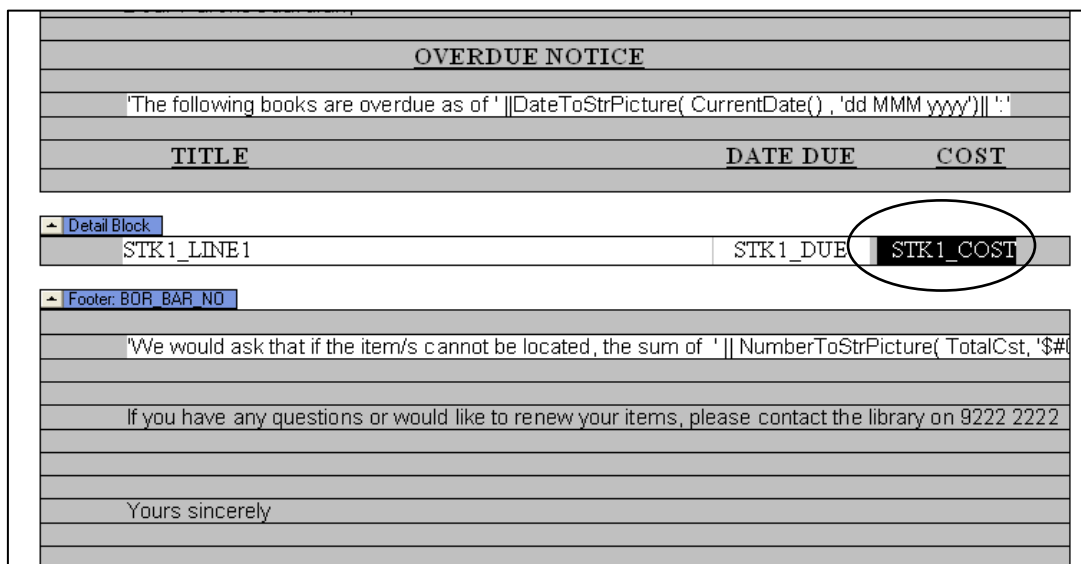 OVERDUE NOTICE
'The following books are overdue as of ' ||DateToStrPicture( CurrentDate() , 'dd MMM yyyy')|| ':'
TITLE DATE DUE COST
Detail Block
STK1_LINE1 STK1_DUE STK1_COST
Footer: BOR_BAR_NO
'We would ask that if the item/s cannot be located, the sum of ' || NumberToStrPicture( TotalCst, '$#
If you have any questions or would like to renew your items, please contact the library on 9222 2222
Yours sincerely